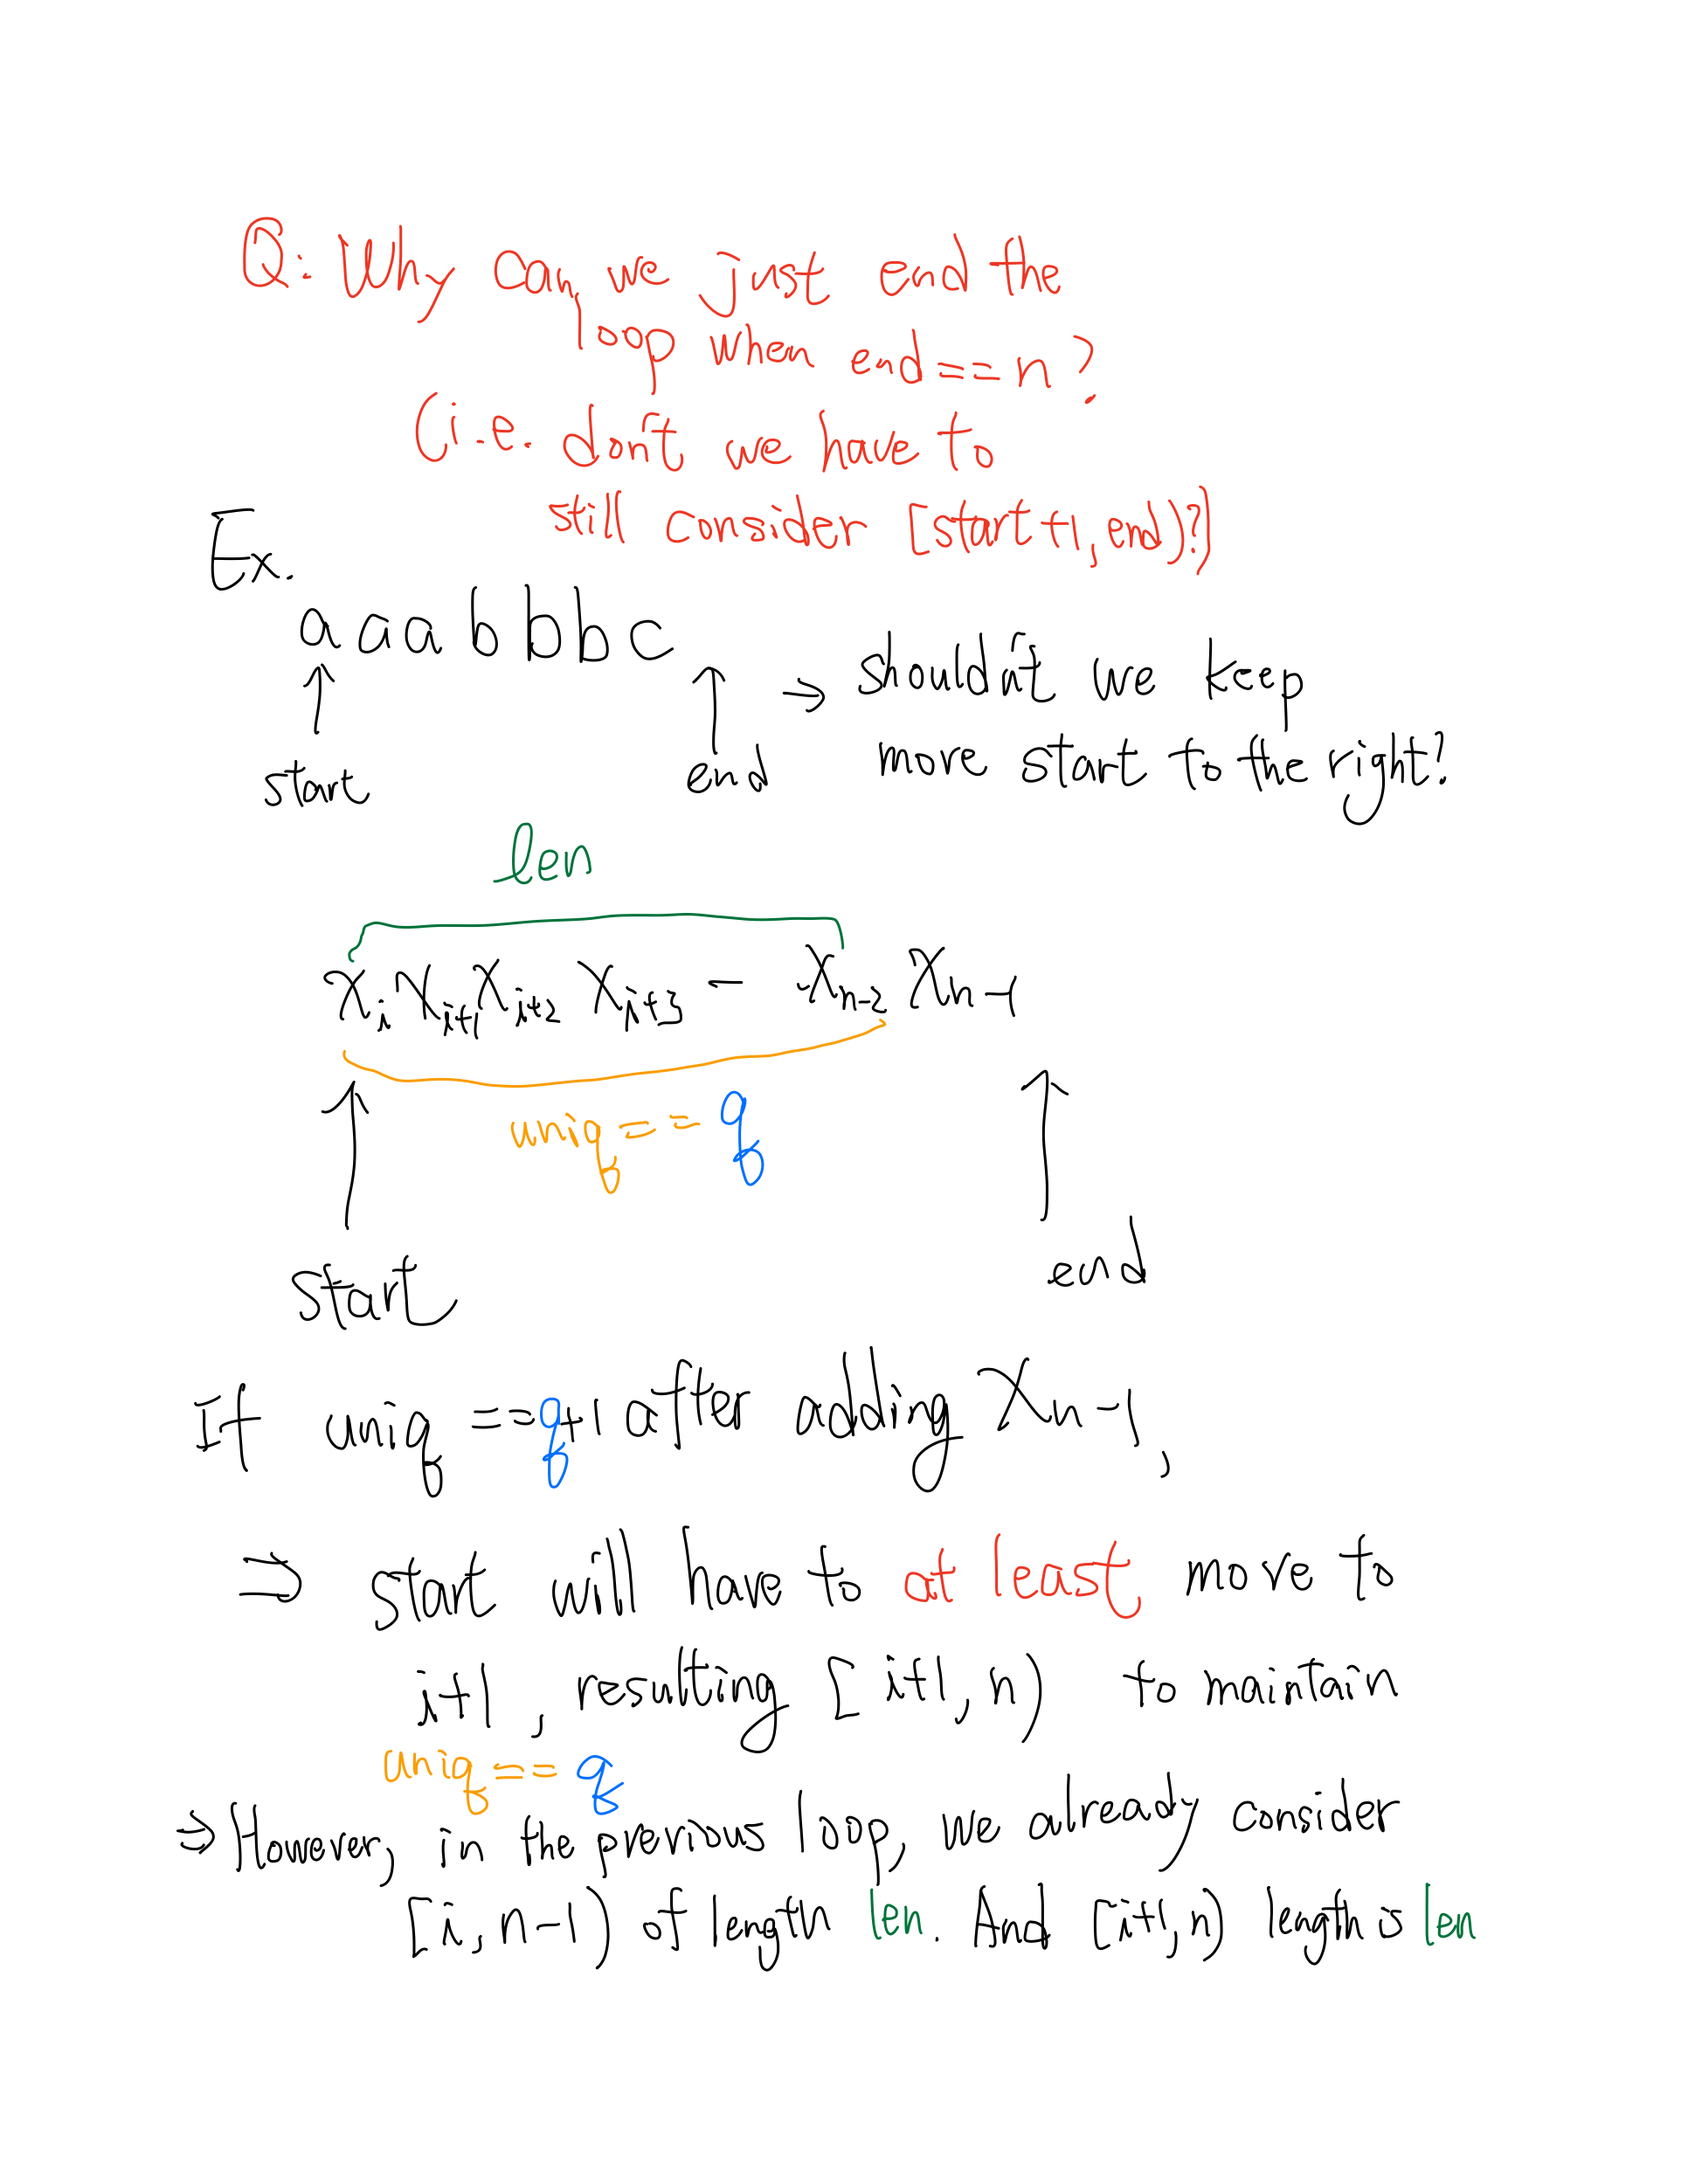 Q: Why can we just end the
loop when end==n?
(i.e. don't we have to
still consider [start+1, end)?)
Ex.
aaabbbc
start
end
→ shouldn't we keep
move start to the right?
len
x_i x_{i+1} x_{i+2} x_{i+3} - x_{n-2} x_{n-1}
uniq == q
start
end
If uniq == q+1 after adding x_{n-1},
⇒ start will have to at least move to
i+1, resulting [i+1, n) to maintain
uniq == q
⇒ However, in the previous loop, we already consider
[i, n-1) of length len. And [i+1, n) length is len